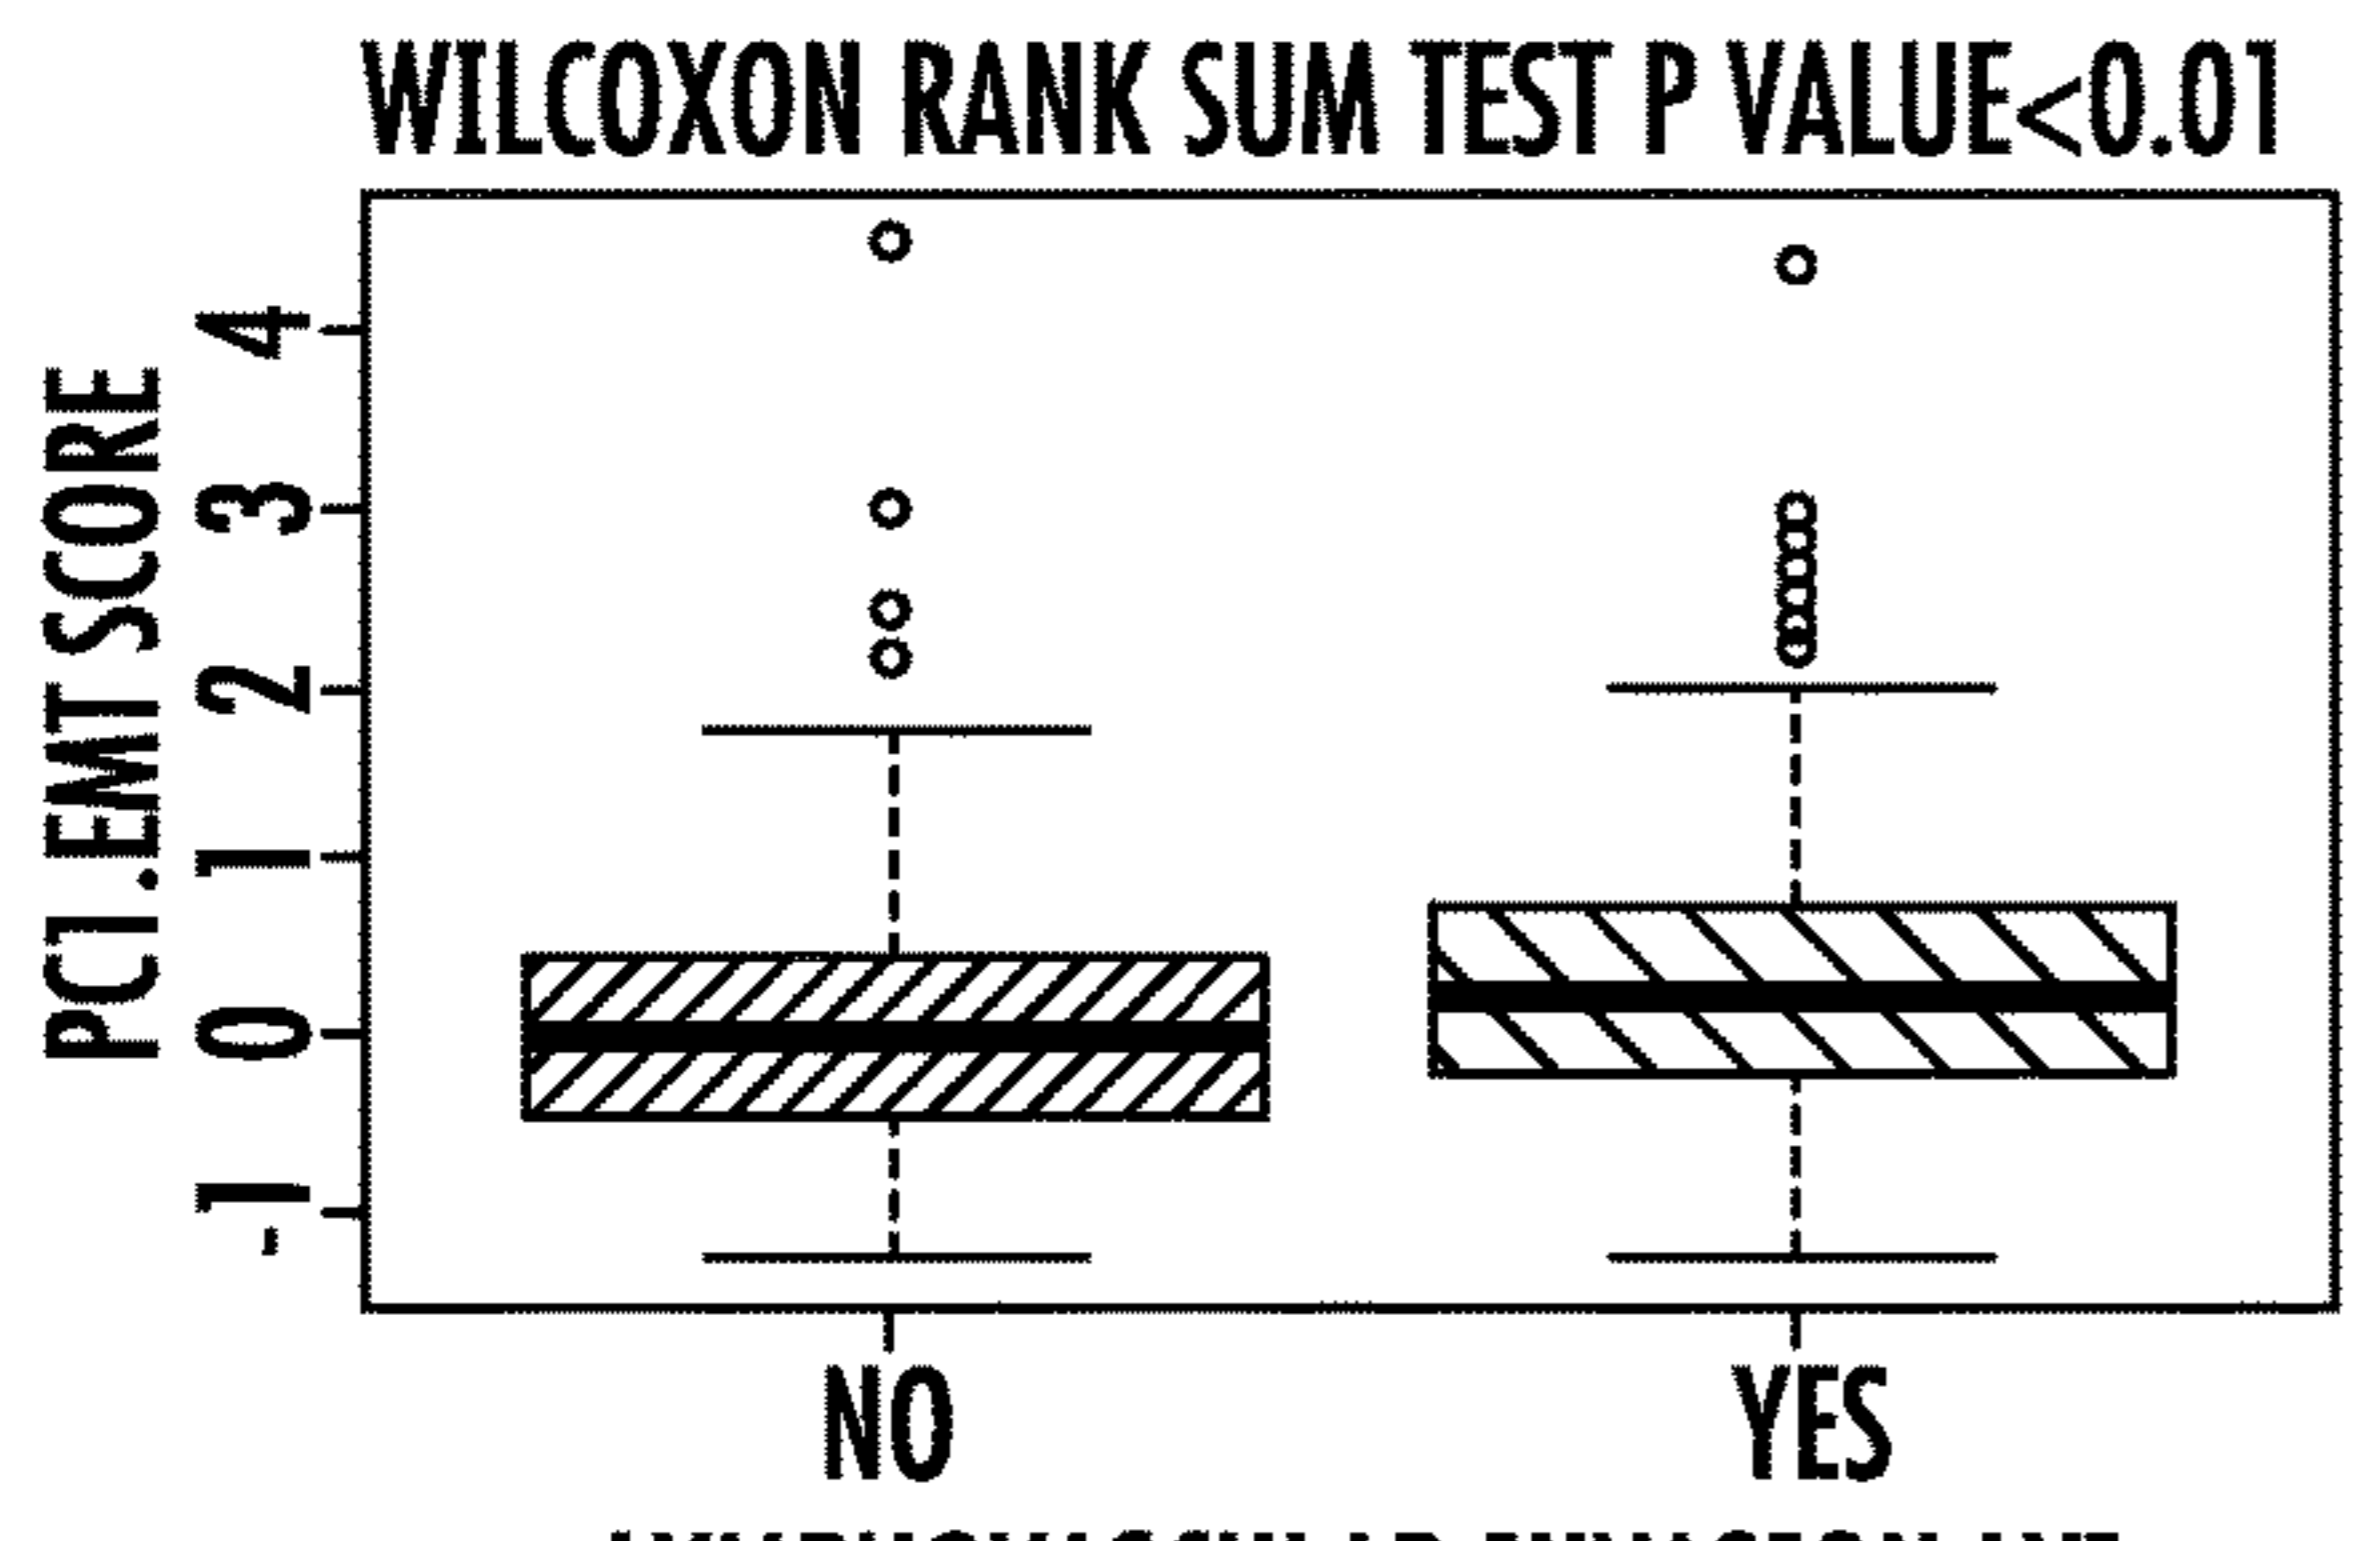 WILCOXON RANK SUM TEST P VALUE<0.01
PC1.EMT SCORE
4
3
2
1
0
-1
NO
YES